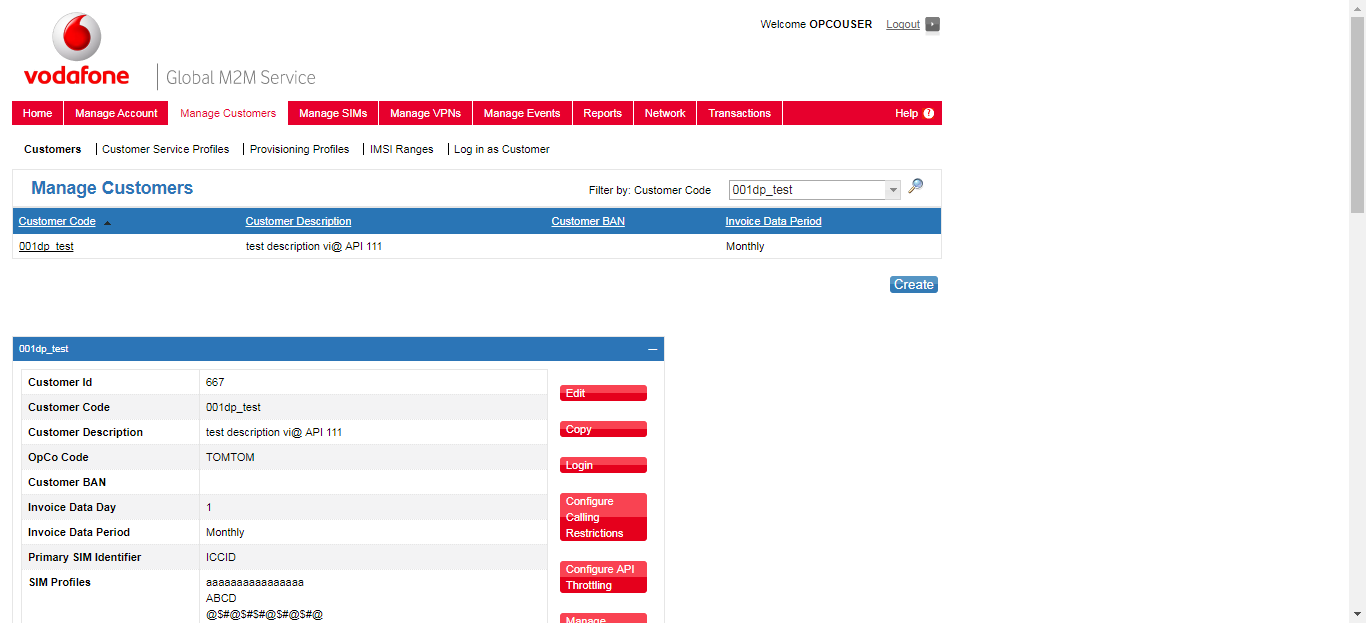 Welcome OPCOUSER Logout
vodafone
Global M2M Service
Home Manage Account Manage Customers Manage SIMs Manage VPNs Manage Events Reports Network Transactions Help ?
Customers Customer Service Profiles Provisioning Profiles IMSI Ranges Log in as Customer
Manage Customers Filter by: Customer Code 001dp_test
Customer Code Customer Description Customer BAN Invoice Data Period
001dp_test test description vi@ API 111 Monthly
Create
001dp_test
Customer Id 667
Edit
Customer Code 001dp_test
Copy
Customer Description test description vi@ API 111
OpCo Code TOMTOM
Login
Customer BAN
Configure
Invoice Data Day 1
Calling
Invoice Data Period Monthly
Restrictions
Primary SIM Identifier ICCID
Configure API
SIM Profiles aaaaaaaaaaaaaaaa
Throttling
ABCD
@$#@$#$#@$#@$#@
Manage